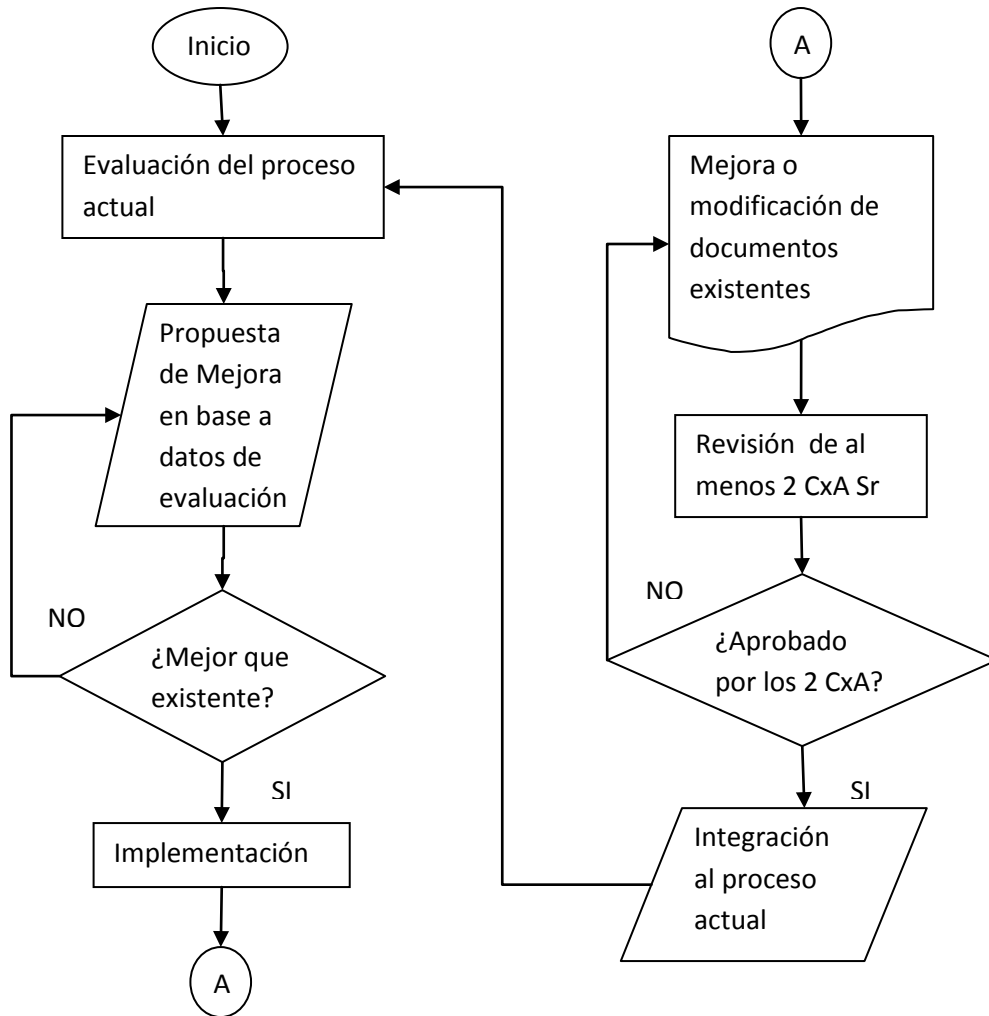 Inicio
Evaluación del proceso
actual
Propuesta
de Mejora
en base a
datos de
evaluación
NO
¿Mejor que
existente?
SI
Implementación
A
A
Mejora o
modificación de
documentos
existentes
Revisión  de al
menos 2 CxA Sr
NO
¿Aprobado
por los 2 CxA?
SI
Integración
al proceso
actual